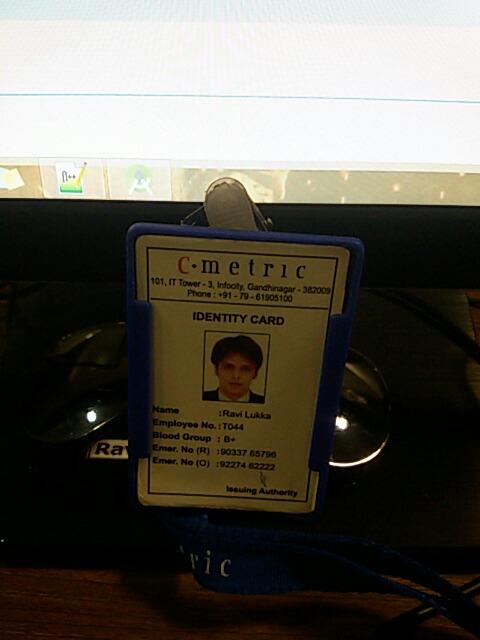 C·metric
101, IT Tower - 3, Infocity, Gandhinagar - 382009
Phone : +91 - 79 - 61905100
IDENTITY CARD
Name :Ravi Lukka
Employee No. :T044
Blood Group : B+
Emer. No (R) :90337 65796
Emer. No (O) :92274 62222
Issuing Authority
Rav
ric